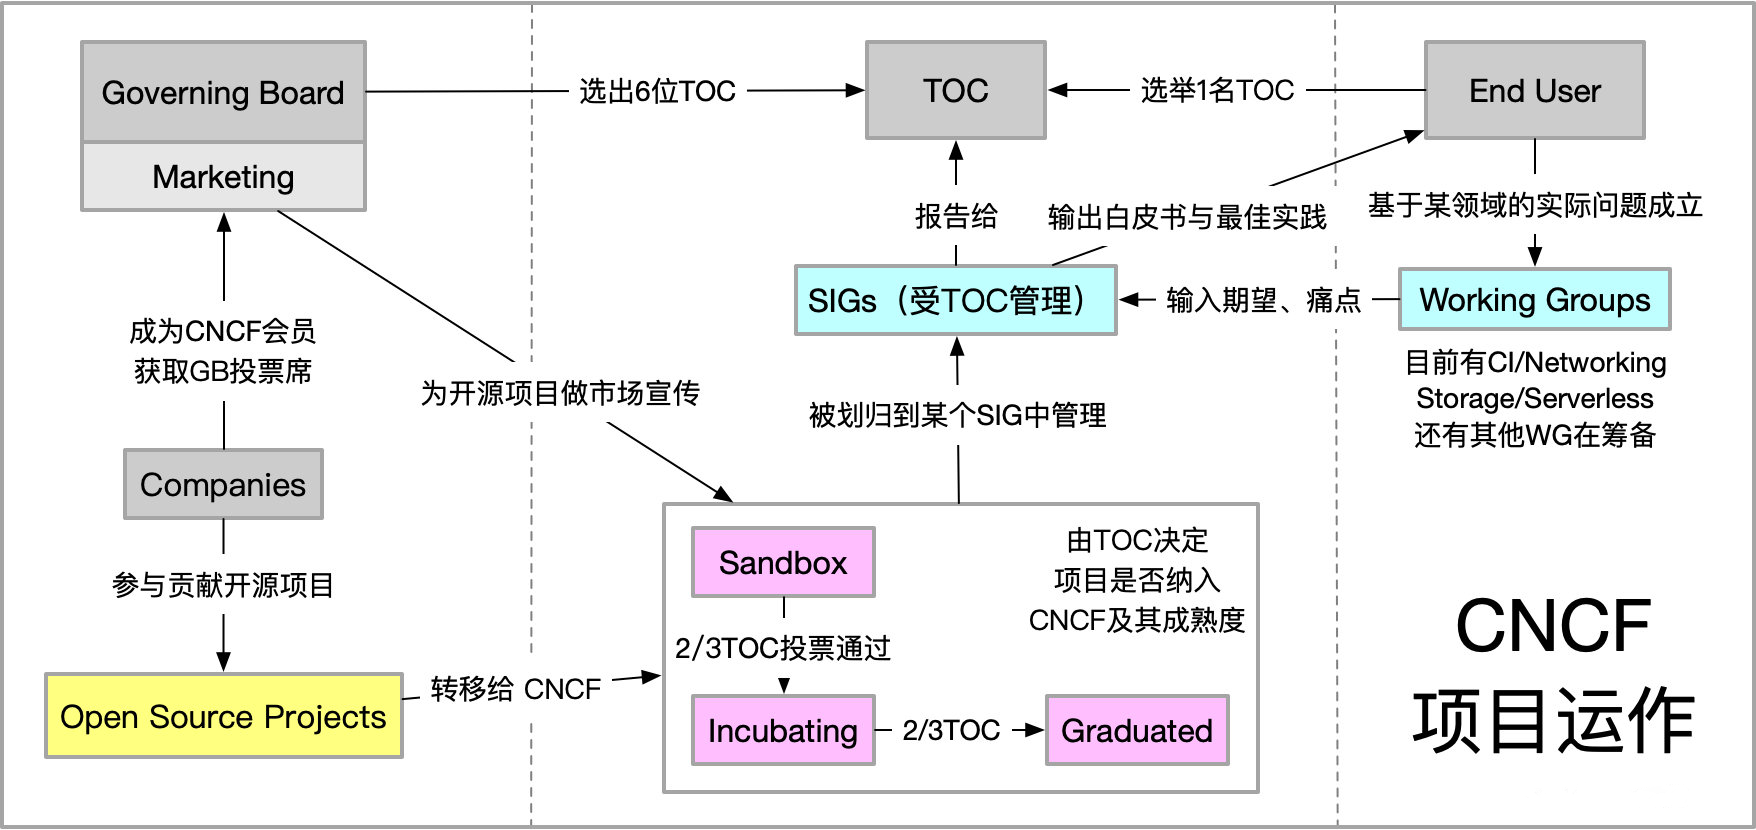 Governing Board
选出6位TOC
TOC
选举1名TOC
End User
Marketing
报告给
输出白皮书与最佳实践
基于某领域的实际问题成立
SIGs（受TOC管理）
输入期望、痛点
Working Groups
成为CNCF会员
获取GB投票席
目前有CI/Networking
Storage/Serverless
还有其他WG在筹备
为开源项目做市场宣传
被划归到某个SIG中管理
Companies
参与贡献开源项目
Sandbox
由TOC决定
项目是否纳入
CNCF及其成熟度
2/3TOC投票通过
Open Source Projects
转移给 CNCF
Incubating
2/3TOC
Graduated
CNCF
项目运作